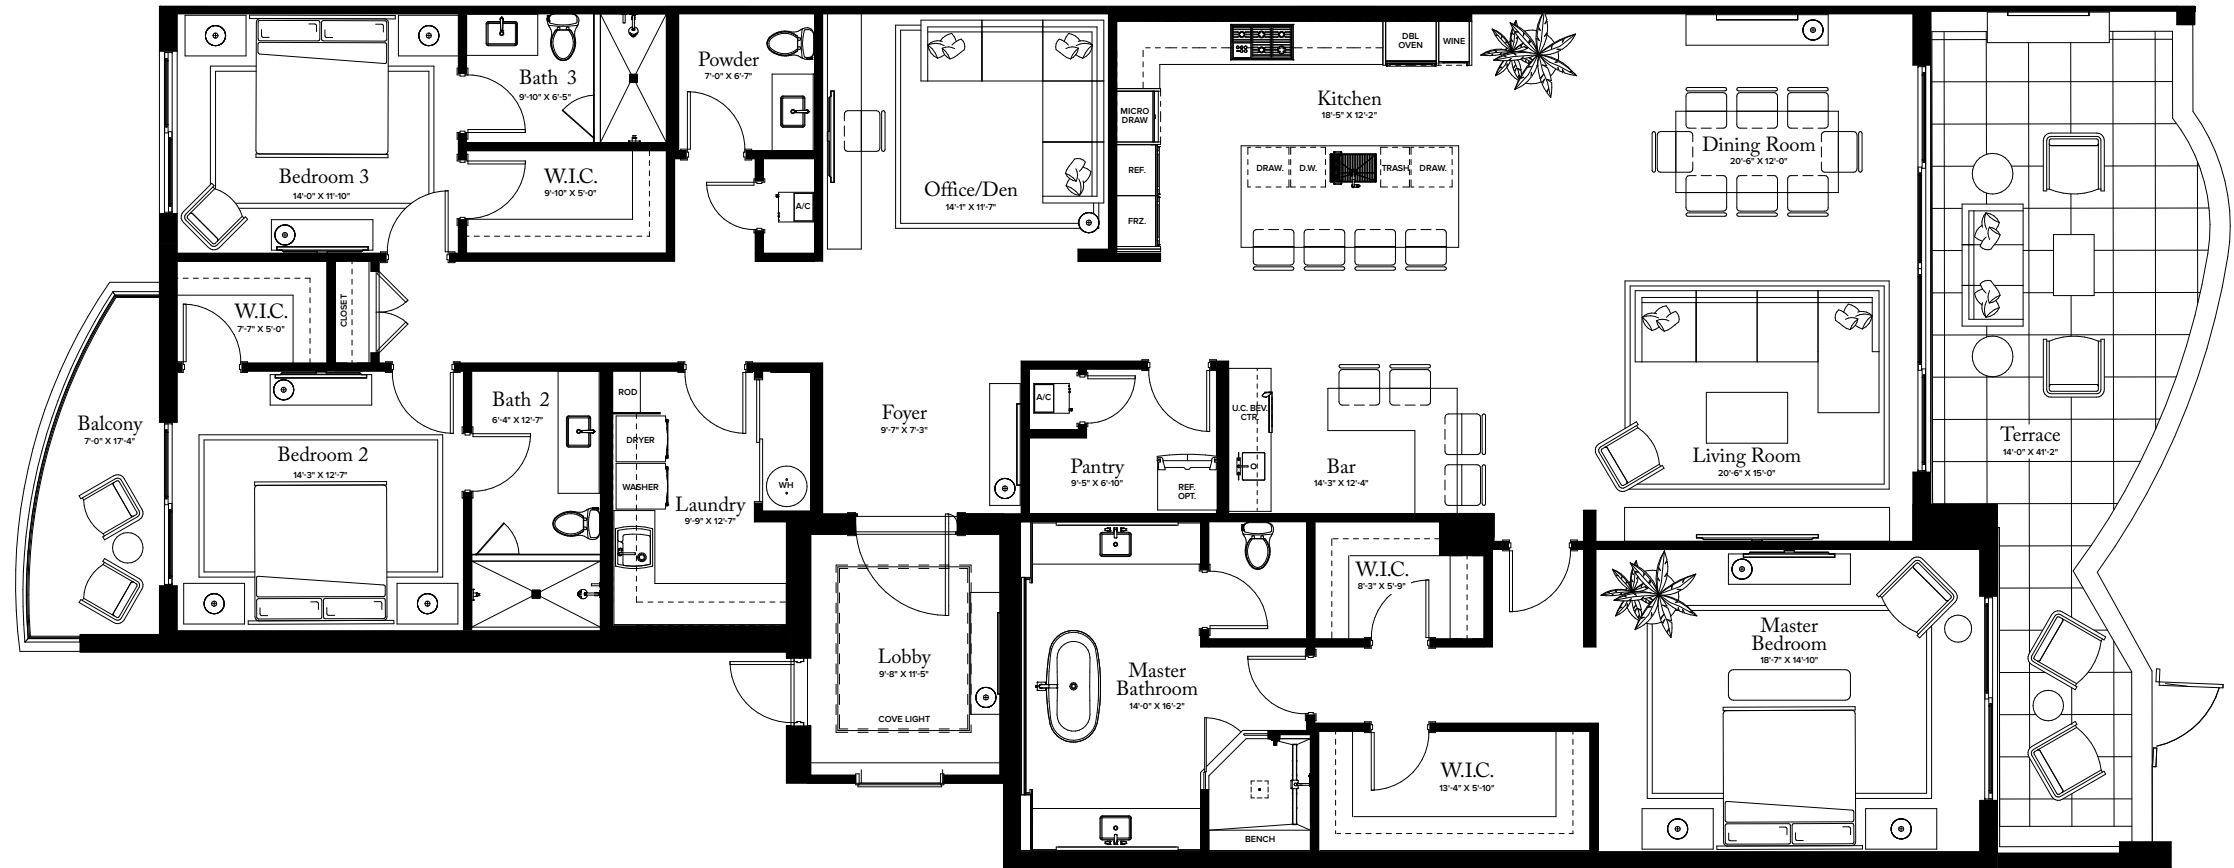 Bath 3
9'-10" X 6'-5"
Powder
7'-0" X 6'-7"
DBL
OVEN
WINE
Kitchen
18'-5" X 12'-2"
MICRO
DRAW
REF.
FRZ.
DRAW.
D.W.
TRASH
DRAW.
Dining Room
20'-6" X 12'-0"
Bedroom 3
14'-0" X 11'-10"
W.I.C.
9'-10" X 5'-0"
A/C
Office/Den
14'-1" X 11'-7"
W.I.C.
7'-7" X 5'-0"
CLOSET
Balcony
7'-0" X 17'-4"
Bedroom 2
14'-3" X 12'-7"
Bath 2
6'-4" X 12'-7"
ROD
DRYER
WASHER
Laundry
9'-9" X 12'-7"
WH
Foyer
9'-7" X 7'-3"
A/C
Pantry
9'-5" X 6'-10"
REF.
OPT.
U.C. BEV.
CTR.
Bar
14'-3" X 12'-4"
Living Room
20'-6" X 15'-0"
Terrace
14'-0" X 41'-2"
Lobby
9'-8" X 11'-5"
COVE LIGHT
Master
Bathroom
14'-0" X 16'-2"
W.I.C.
8'-3" X 5'-9"
Master
Bedroom
18'-7" X 14'-10"
W.I.C.
13'-4" X 5'-10"
BENCH